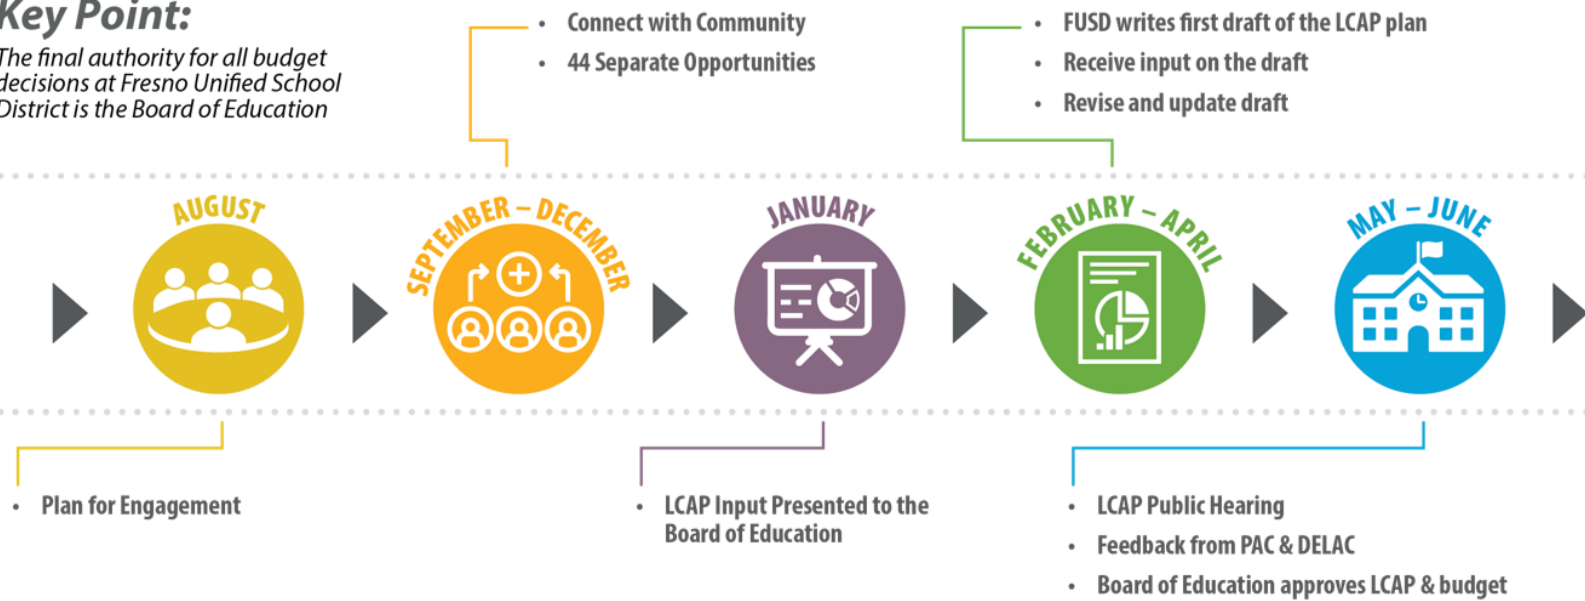 Key Point:
The final authority for all budget
decisions at Fresno Unified School
District is the Board of Education
• Connect with Community
• 44 Separate Opportunities
• FUSD writes first draft of the LCAP plan
• Receive input on the draft
• Revise and update draft
AUGUST
SEPTEMBER – DECEMBER
JANUARY
FEBRUARY – APRIL
MAY – JUNE
• Plan for Engagement
• LCAP Input Presented to the
Board of Education
• LCAP Public Hearing
• Feedback from PAC & DELAC
• Board of Education approves LCAP & budget